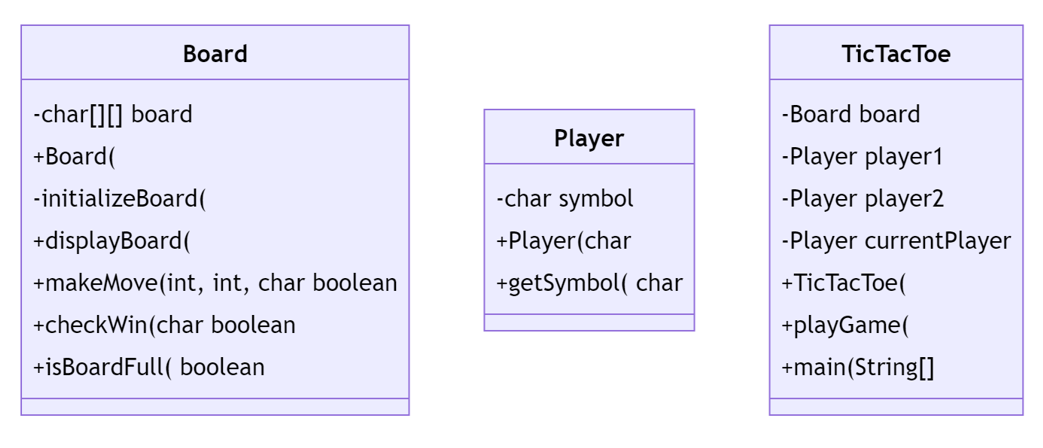 Board
-char[][] board
+Board(
-initializeBoard(
+displayBoard(
+makeMove(int, int, char boolean
+checkWin(char boolean
+isBoardFull( boolean
Player
-char symbol
+Player(char
+getSymbol( char
TicTacToe
-Board board
-Player player1
-Player player2
-Player currentPlayer
+TicTacToe(
+playGame(
+main(String[]